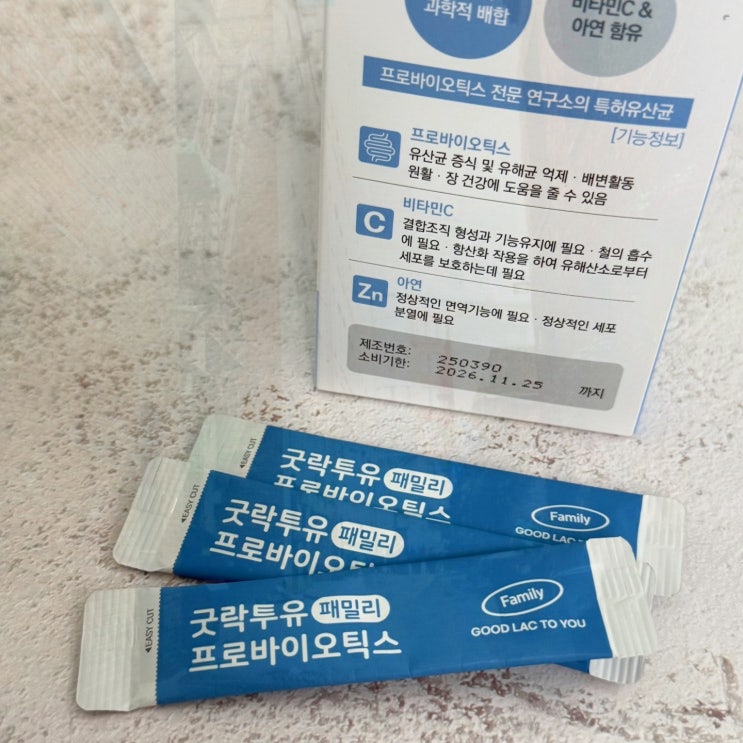 과학적 배합
비타민C &
아연 함유
프로바이오틱스 전문 연구소의 특허유산균
[기능정보]
프로바이오틱스
유산균 증식 및 유해균 억제 · 배변활동
원활 · 장 건강에 도움을 줄 수 있음
C
비타민C
결합조직 형성과 기능유지에 필요 · 철의 흡수
에 필요 · 항산화 작용을 하여 유해산소로부터
세포를 보호하는데 필요
Zn
아연
정상적인 면역기능에 필요 · 정상적인 세포
분열에 필요
제조번호: 250390
소비기한: 2026.11.25 까지
◀EASY CUT
굿락투유 패밀리
프로바이오틱스
Family
GOOD LAC
◀EASY CUT
굿락투유 패밀리
프로바이오틱
◀EASY CUT
굿락투유 패밀리
프로바이오틱스
Family
GOOD LAC TO YOU